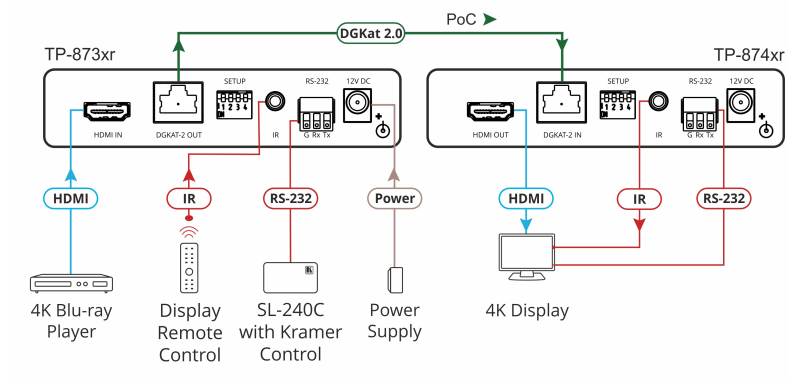 PoC
DGKat 2.0
TP-873xr
TP-874xr
SETUP
RS-232
12V DC
SETUP
RS-232
12V DC
1 2 3 4
1 2 3 4
HDMI IN
DGKAT-2 OUT
IR
G Rx Tx
HDMI OUT
DGKAT-2 IN
IR
G Rx Tx
HDMI
IR
RS-232
Power
HDMI
IR
RS-232
4K Blu-ray
Player
Display
Remote
Control
SL-240C
with Kramer
Control
Power
Supply
4K Display